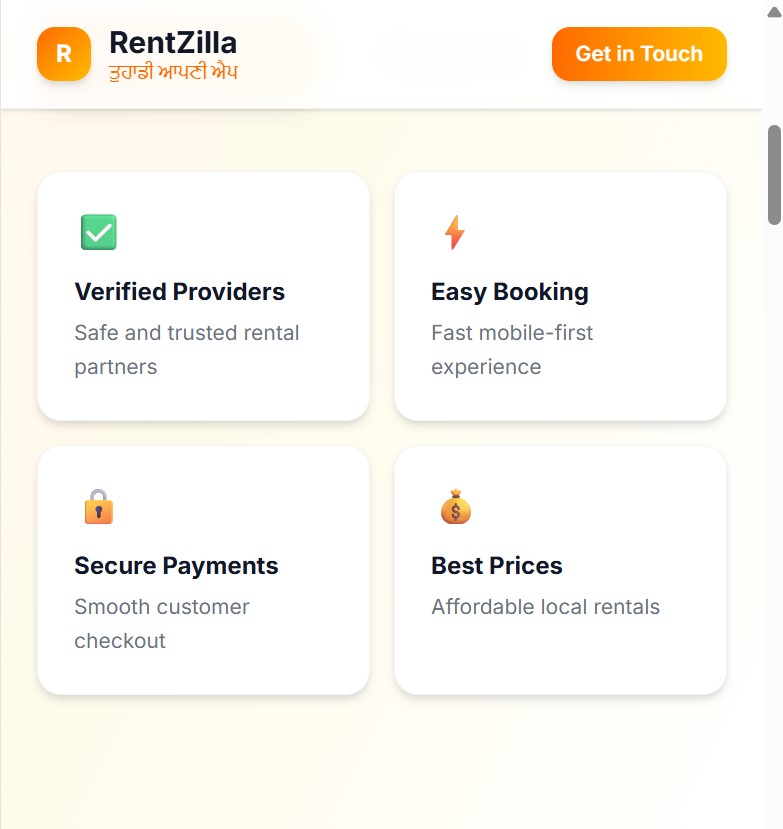 R
RentZilla
ਤੁਹਾਡੀ ਆਪਣੀ ਐਪ
Get in Touch
Verified Providers
Safe and trusted rental
partners
Easy Booking
Fast mobile-first
experience
Secure Payments
Smooth customer
checkout
Best Prices
Affordable local rentals